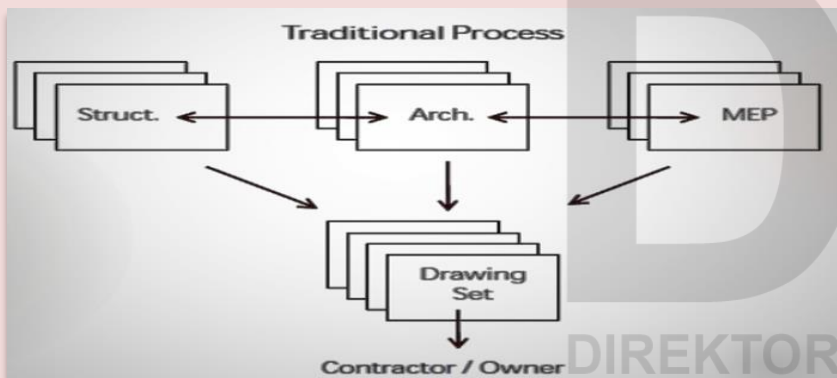 Traditional Process
Struct.
Arch.
MEP
Drawing
Set
Contractor / Owner
D
DIREKTOR